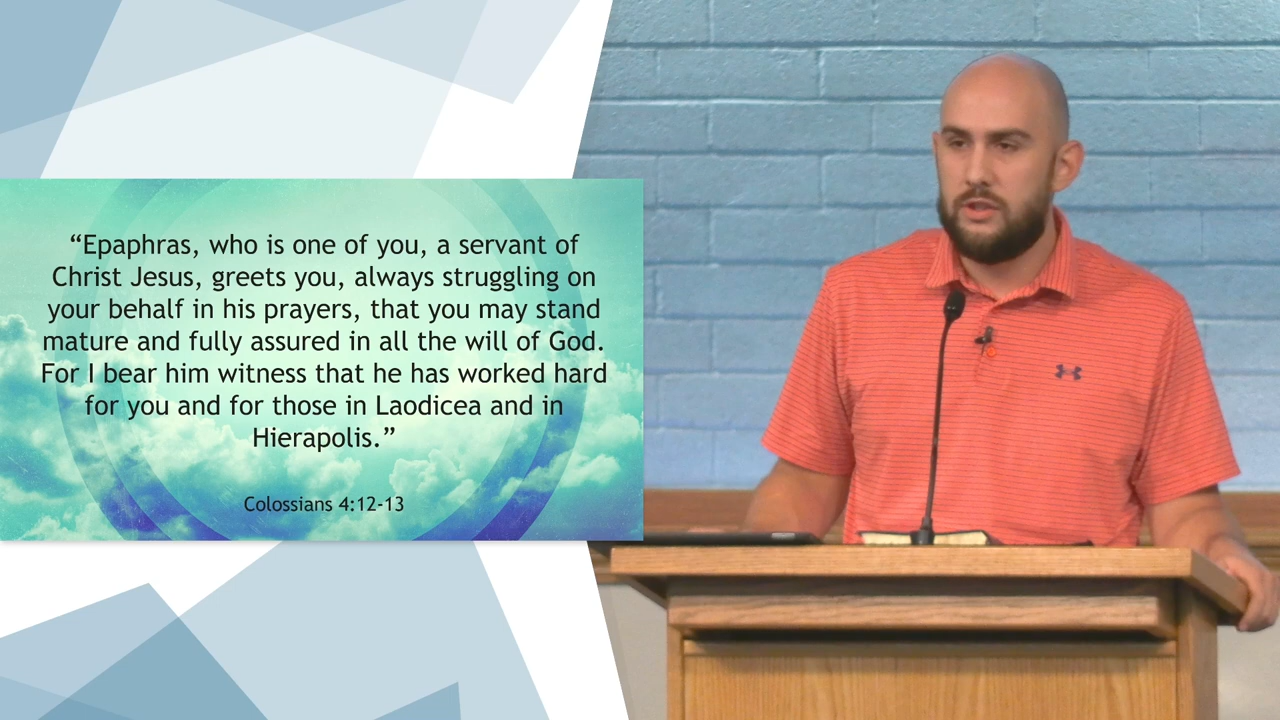 “Epaphras, who is one of you, a servant of
Christ Jesus, greets you, always struggling on
your behalf in his prayers, that you may stand
mature and fully assured in all the will of God.
For I bear him witness that he has worked hard
for you and for those in Laodicea and in
Hierapolis.”
Colossians 4:12-13